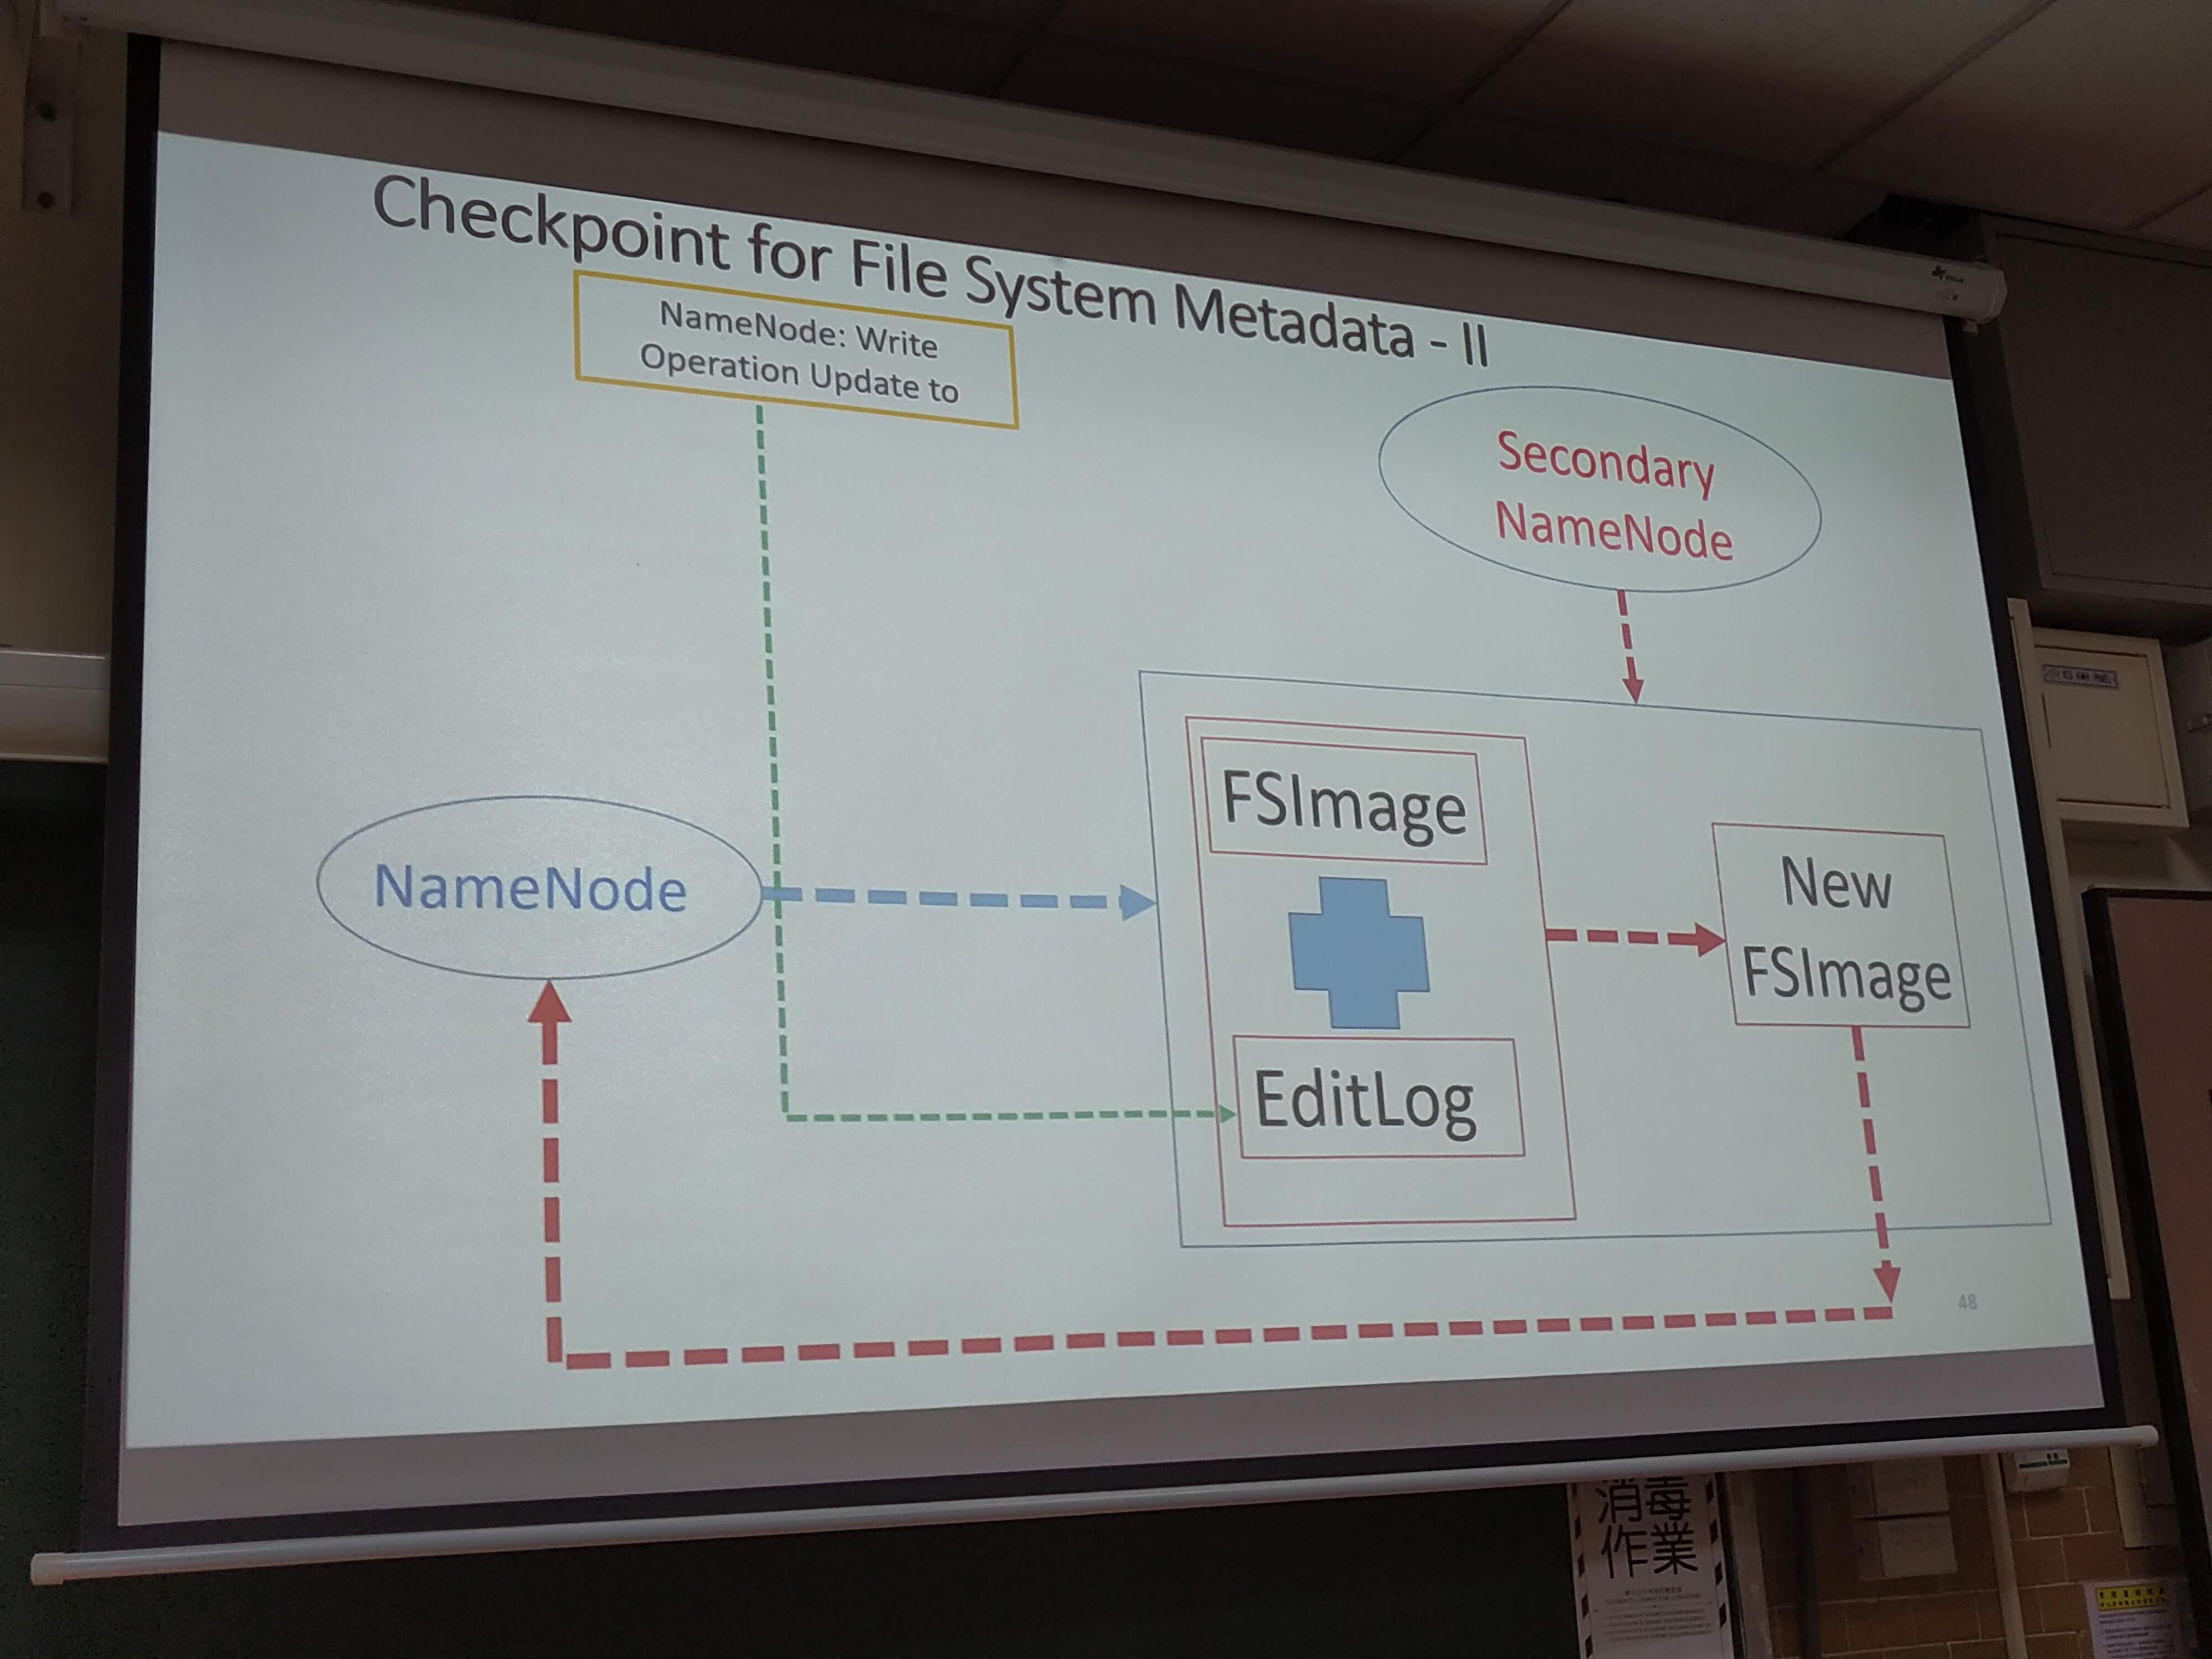 Checkpoint for File System Metadata - II
NameNode: Write
Operation Update to
Secondary
NameNode
FSImage
NameNode
New
FSImage
EditLog
48
消毒
作業